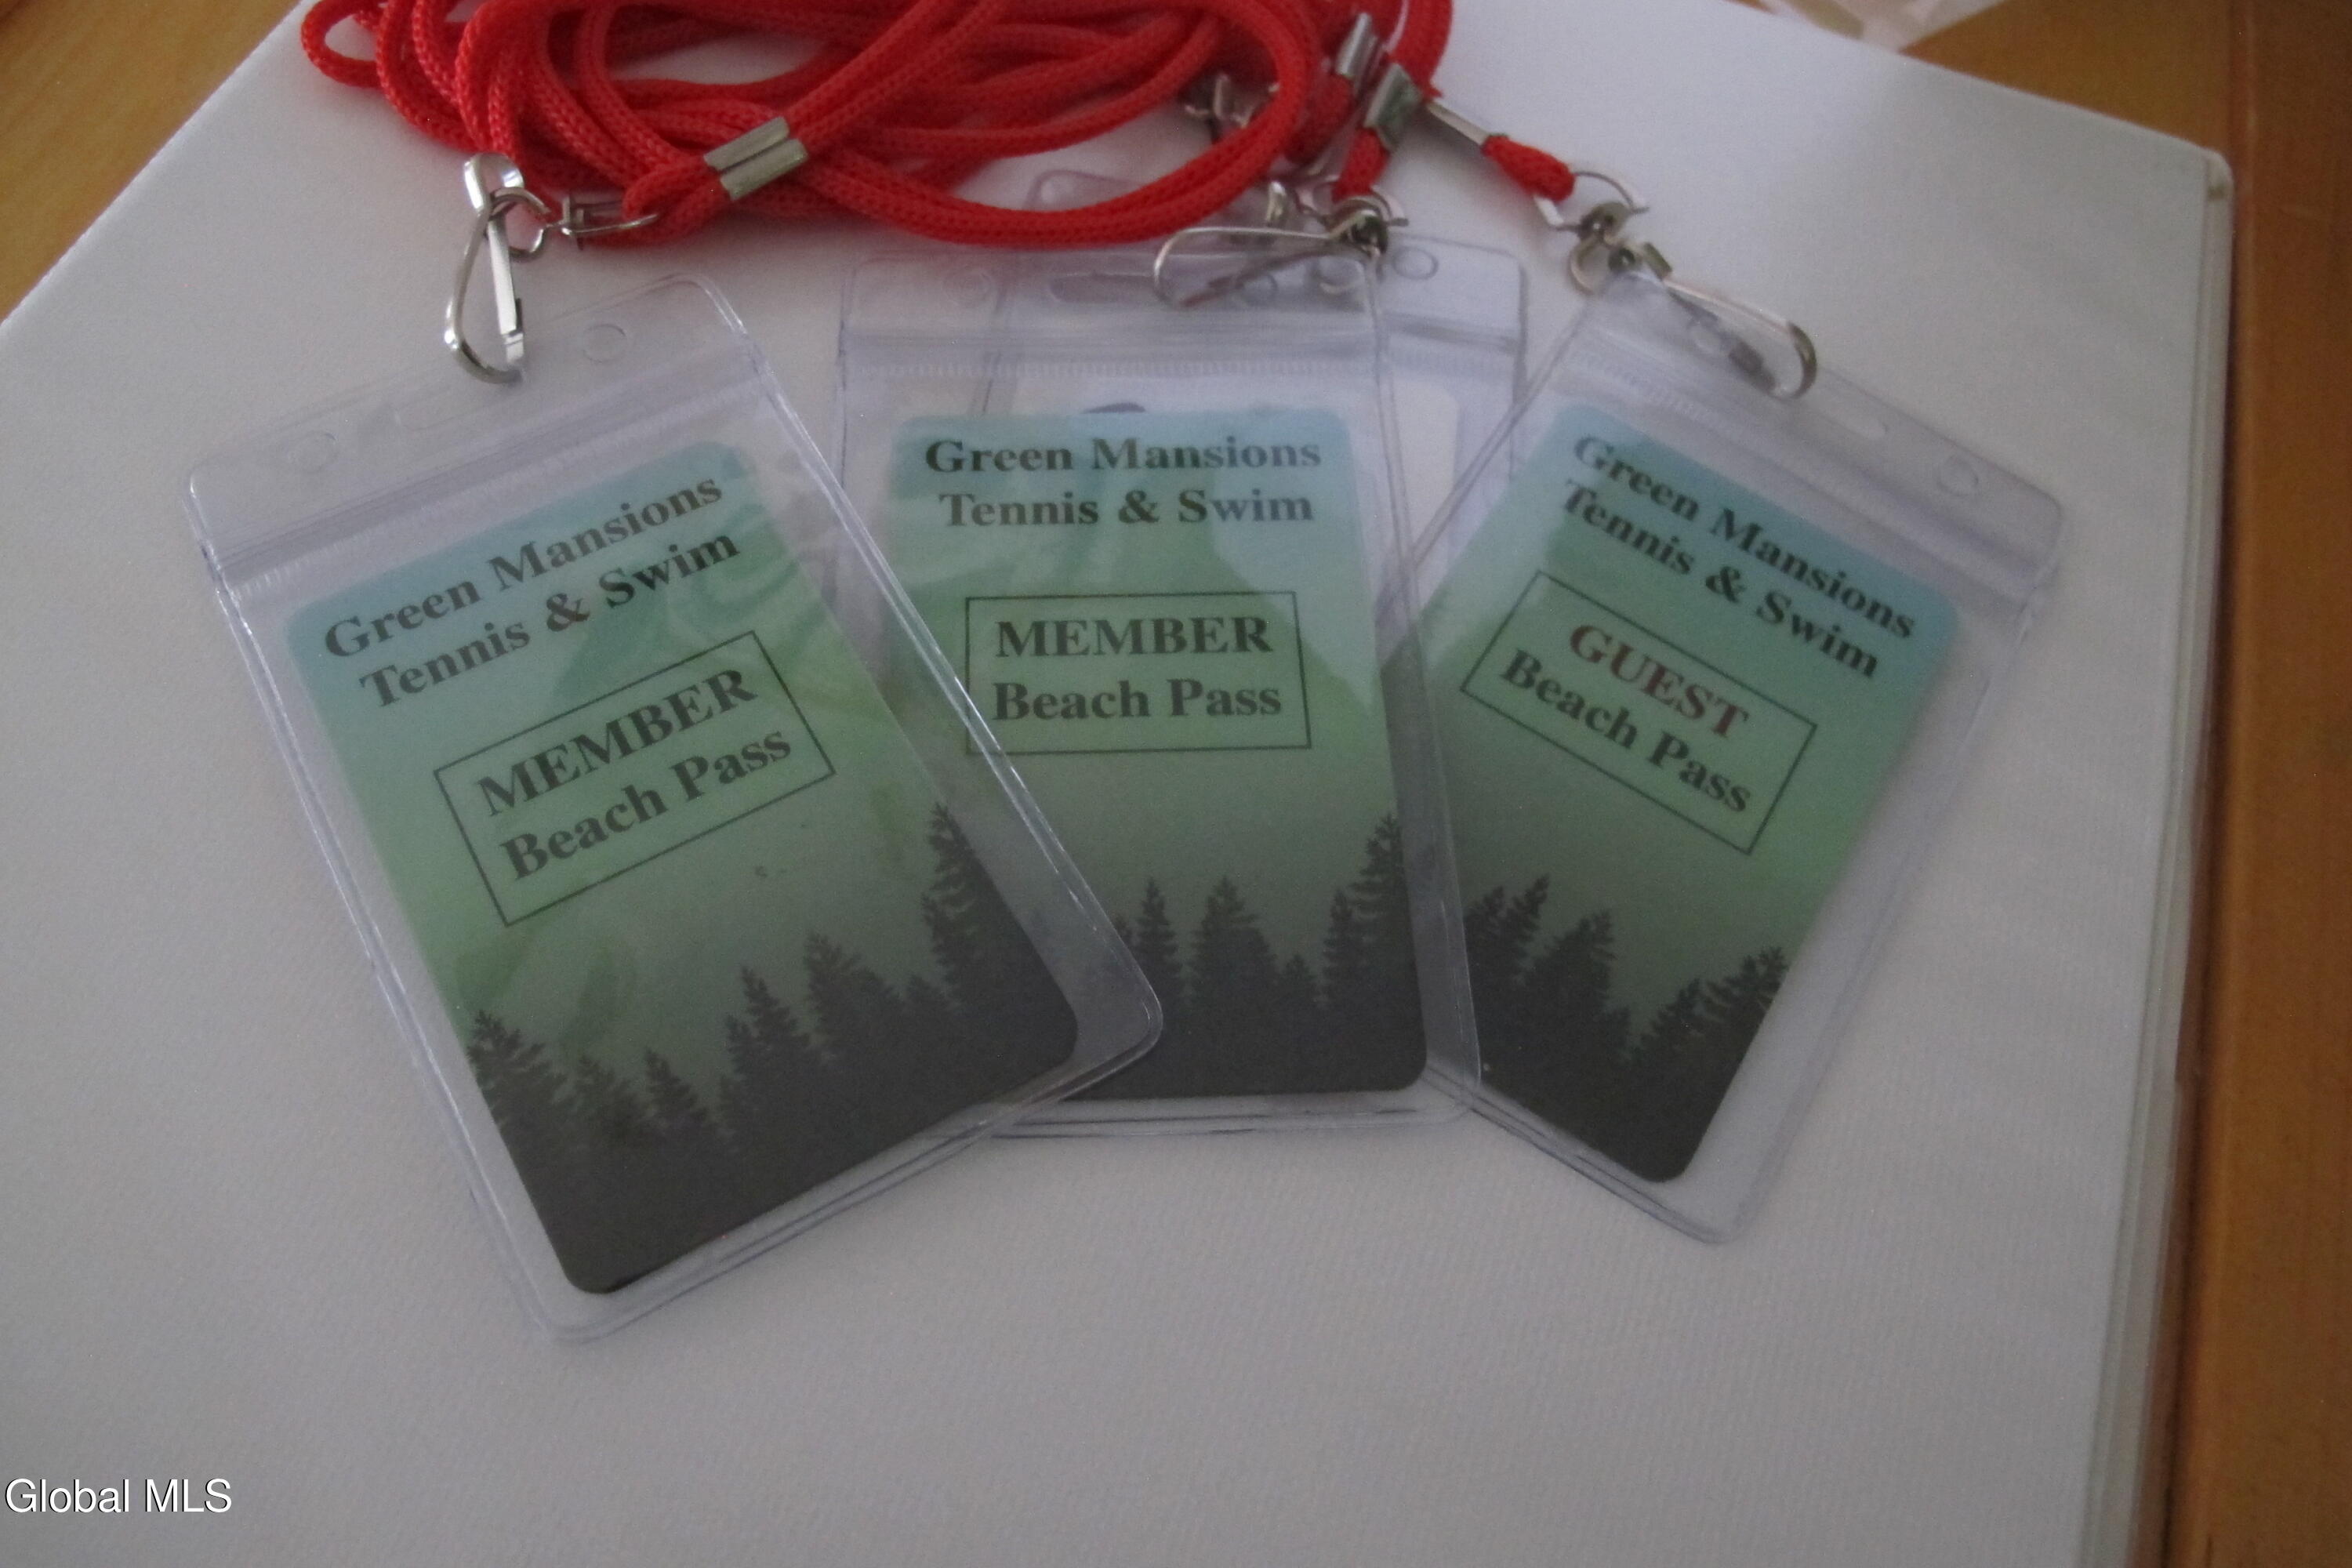 Green Mansions
Tennis & Swim
MEMBER
Beach Pass
Green Mansions
Tennis & Swim
MEMBER
Beach Pass
Green Mansions
Tennis & Swim
GUEST
Beach Pass
Global MLS